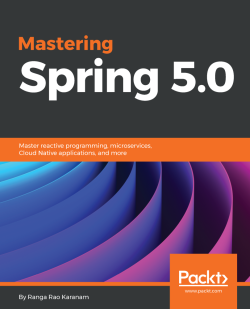 Mastering
Spring 5.0
Master reactive programming, microservices,
Cloud Native applications, and more
Packt>
www.packt.com
By Ranga Rao Karanam